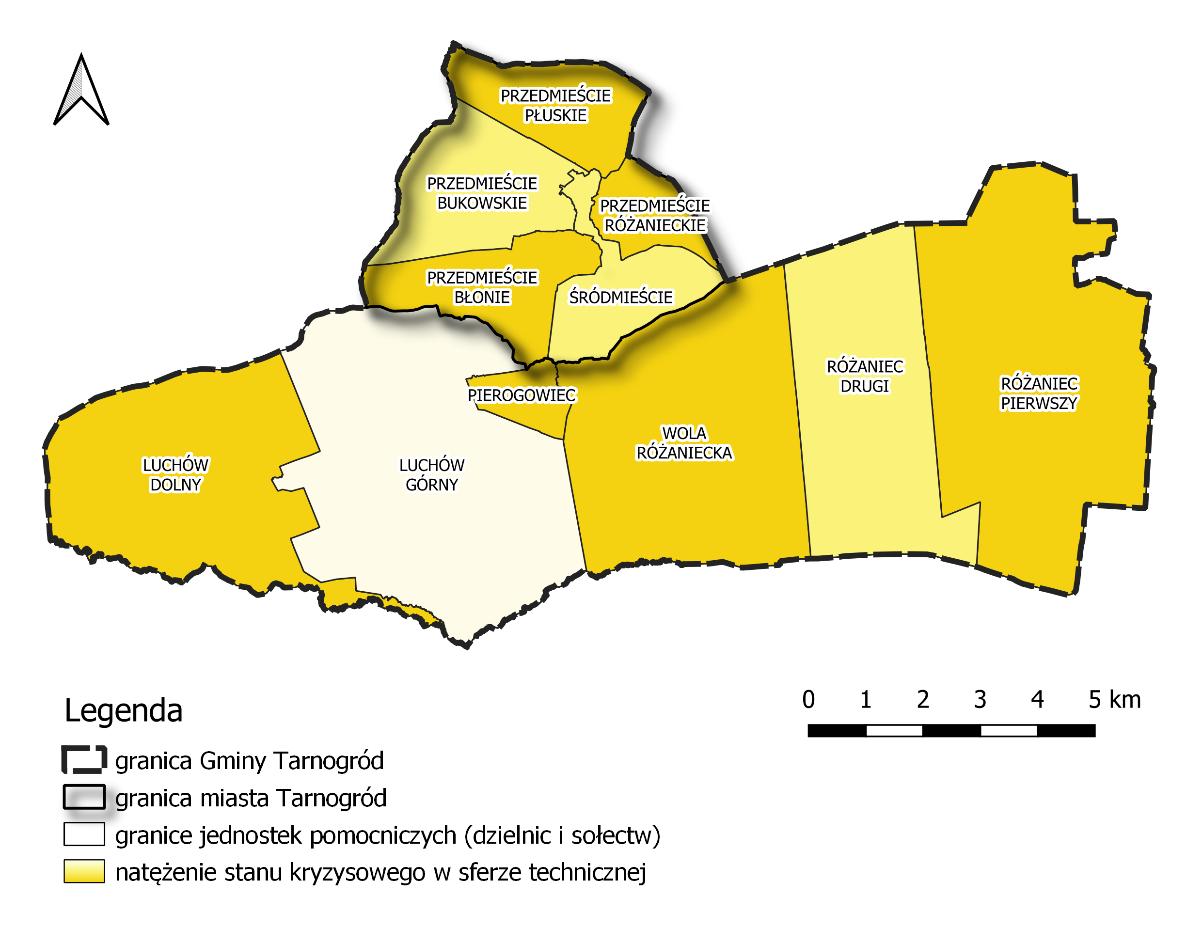 PRZEDMIEŚCIE
PŁUSKIE
PRZEDMIEŚCIE
BUKOWSKIE
PRZEDMIEŚCIE
RÓŻANIECKIE
PRZEDMIEŚCIE
BŁONIE
ŚRÓDMIEŚCIE
RÓŻANIEC
DRUGI
RÓŻANIEC
PIERWSZY
PIEROGOWIEC
WOLA
RÓŻANIECKA
LUCHÓW
DOLNY
LUCHÓW
GÓRNY
0 1 2 3 4 5 km
Legenda
granica Gminy Tarnogród
granica miasta Tarnogród
granice jednostek pomocniczych (dzielnic i sołectw)
natężenie stanu kryzysowego w sferze technicznej